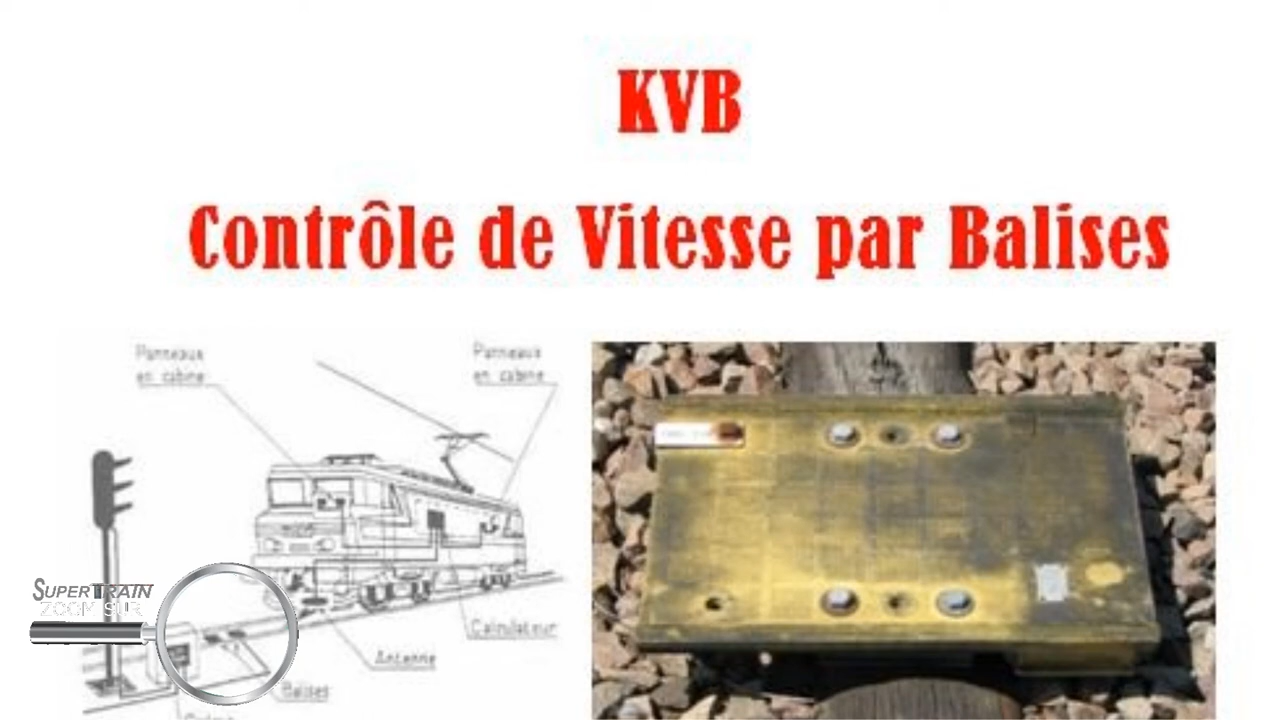 KVB
Contrôle de Vitesse par Balises
Panneaux
en cabine
Panneaux
en cabine
SUPERTRAIN
ZOOM SUR
Calculateur
Antenne
Balises